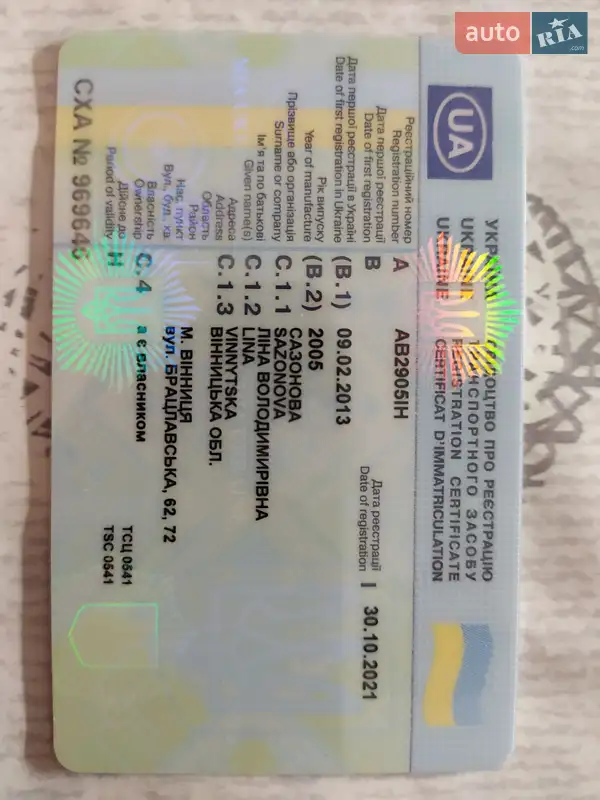 auto RIA.com
UA
УКРАЇНА СВІДОЦТВО ПРО РЕЄСТРАЦІЮ
UKRAINE ТРАНСПОРТНОГО ЗАСОБУ
REGISTRATION CERTIFICATE
UKRAINE CERTIFICAT D'IMMATRICULATION
Реєстраційний номер A AB2905IH
Registration number
Дата першої реєстрації B Дата реєстрації I 30.10.2021
Date of first registration Date of registration
Дата першої реєстрації в Україні (B.1) 09.02.2013
Date of first registration in Ukraine
Рік випуску (B.2) 2005
Year of manufacture
Прізвище або організація C.1.1 САЗОНОВА
Surname or company SAZONOVA
Ім'я та по батькові C.1.2 ЛІНА ВОЛОДИМИРІВНА
Given name(s) LINA
Адреса C.1.3 VINNYTSKA
Address ВІННИЦЬКА ОБЛ.
Область
Район
Нас. пункт М. ВІННИЦЯ
Вул., буд., кв. вул. БРАЦЛАВСЬКА, 62, 72
Власність C.4 а є власником
Ownership
Дійсне до H ТСЦ 0541
Period of validity TSC 0541
СХА № 969646